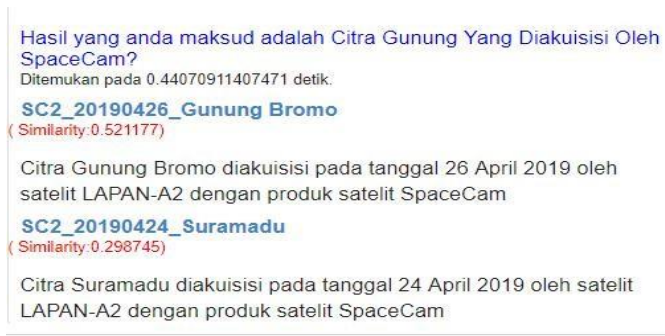 Hasil yang anda maksud adalah Citra Gunung Yang Diakuisisi Oleh
SpaceCam?
Ditemukan pada 0.44070911407471 detik.
SC2_20190426_Gunung Bromo
( Similarity:0.521177)
Citra Gunung Bromo diakuisisi pada tanggal 26 April 2019 oleh
satelit LAPAN-A2 dengan produk satelit SpaceCam
SC2_20190424_Suramadu
( Similarity:0.298745)
Citra Suramadu diakuisisi pada tanggal 24 April 2019 oleh satelit
LAPAN-A2 dengan produk satelit SpaceCam